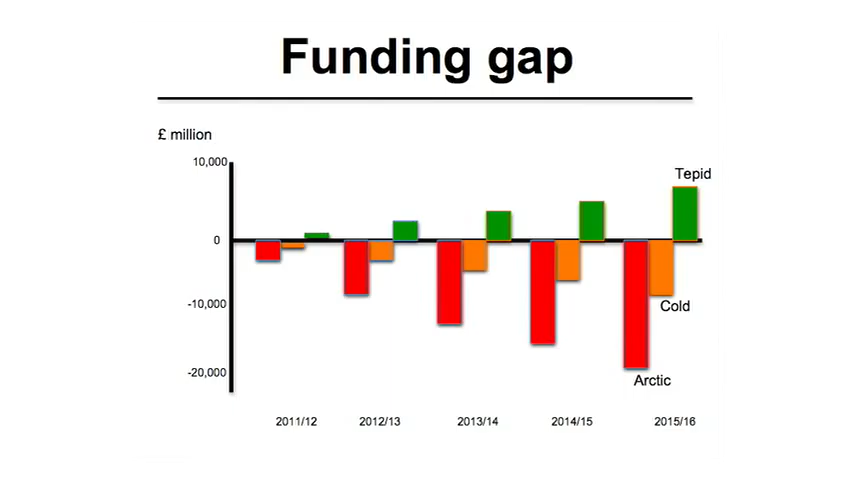 Funding gap
£ million
10,000
Tepid
0
-10,000
Cold
-20,000
Arctic
2011/12 2012/13 2013/14 2014/15 2015/16